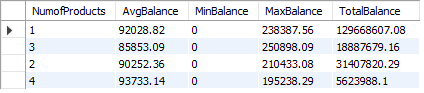 NumofProducts AvgBalance MinBalance MaxBalance TotalBalance
1 92028.82 0 238387.56 129668607.08
3 85853.09 0 250898.09 18887679.16
2 90252.36 0 210433.08 31407820.29
4 93733.14 0 195238.29 5623988.1